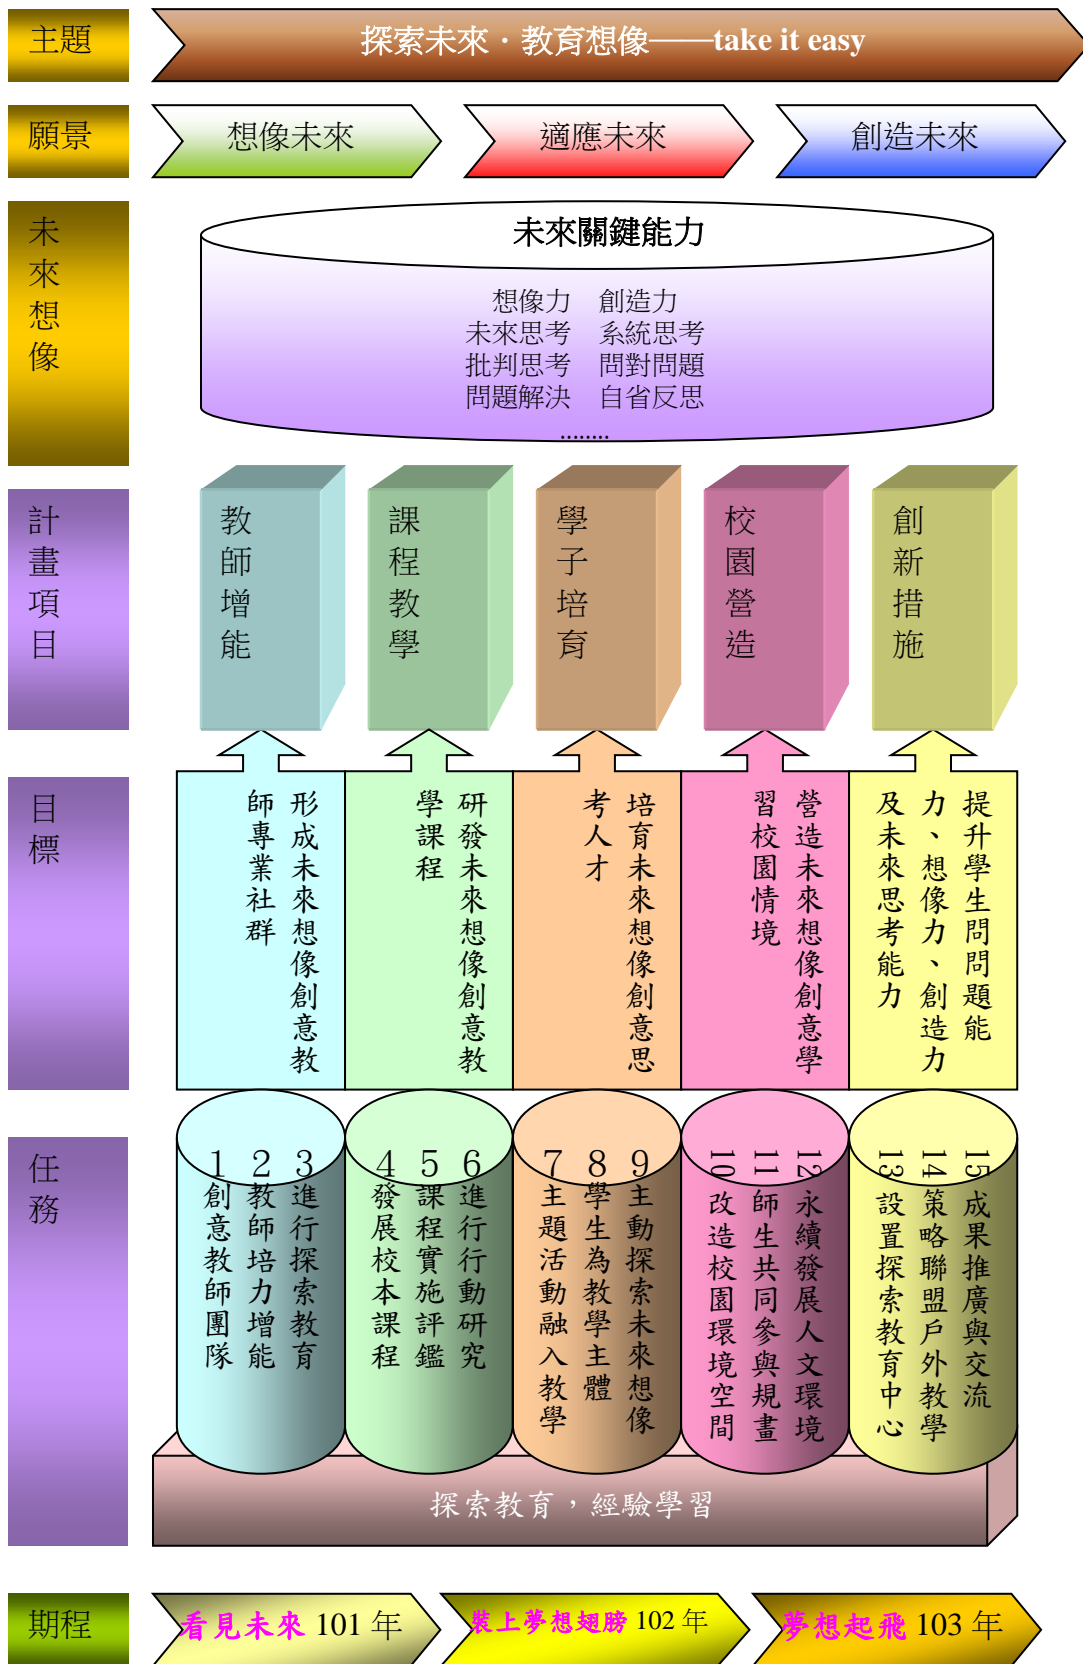 主題
探索未來．教育想像——take it easy
願景
想像未來
適應未來
創造未來
未來想像
未來關鍵能力
想像力 創造力
未來思考 系統思考
批判思考 問對問題
問題解決 自省反思
........
計畫項目
教師增能
課程教學
學子培育
校園營造
創新措施
目標
形成未來想像創意教
師專業社群
研發未來想像創意教
學課程
培育未來想像創意思
考人才
營造未來想像創意學
習校園情境
提升學生問問題能
力、想像力、創造力
及未來思考能力
任務
1創意教師團隊
2教師培力增能
3進行探索教育
4發展校本課程
5課程實施評鑑
6進行行動研究
7主題活動融入教學
8學生為教學主體
9主動探索未來想像
10改造校園環境空間
11師生共同參與規畫
12永續發展人文環境
13設置探索教育中心
14策略聯盟戶外教學
15成果推廣與交流
探索教育，經驗學習
期程
看見未來 101 年
裝上夢想翅膀 102 年
夢想起飛 103 年